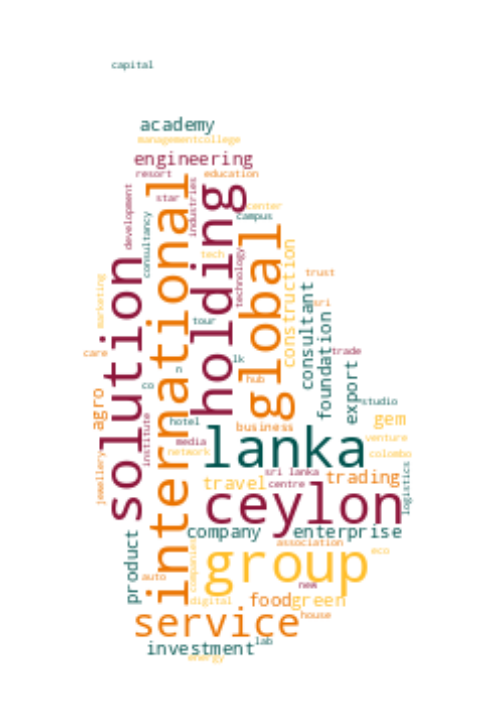 capital
academy
managementcollege
engineering
resort
education
star
development
industries
international
holding
center
campus
consultancy
global
tech
technology
construction
solution
marketing
trust
sri
consultant
foundation
tour
trade
care
lk
n
export
co
hub
agro
studio
hotel
gem
business
institute
media
lanka
venture
network
colombo
jewellery
sri lanka
trading
travel
centre
logistics
ceylon
company
enterprise
product
association
companies
group
eco
auto
new
digital
food
green
service
house
investment
lab
energy